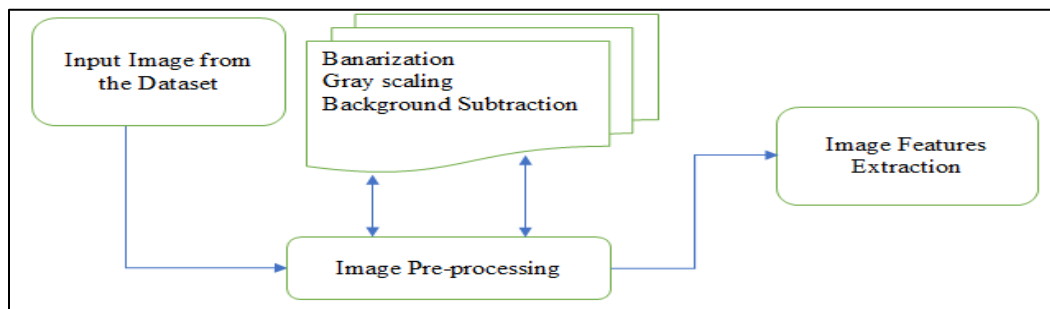 Input Image from
the Dataset
Banarization
Gray scaling
Background Subtraction
Image Features
Extraction
Image Pre-processing